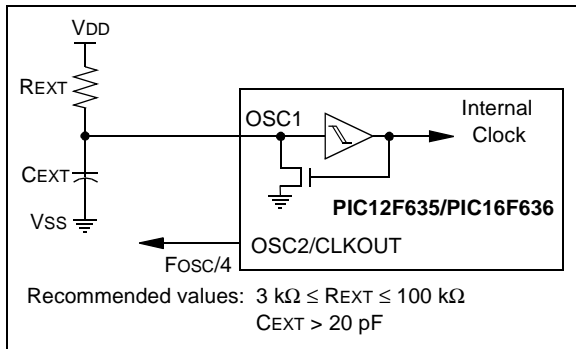 VDD
REXT
OSC1
Internal
Clock
CEXT
PIC12F635/PIC16F636
VSS
OSC2/CLKOUT
FOSC/4
Recommended values: 3 kΩ ≤ REXT ≤ 100 kΩ
CEXT > 20 pF